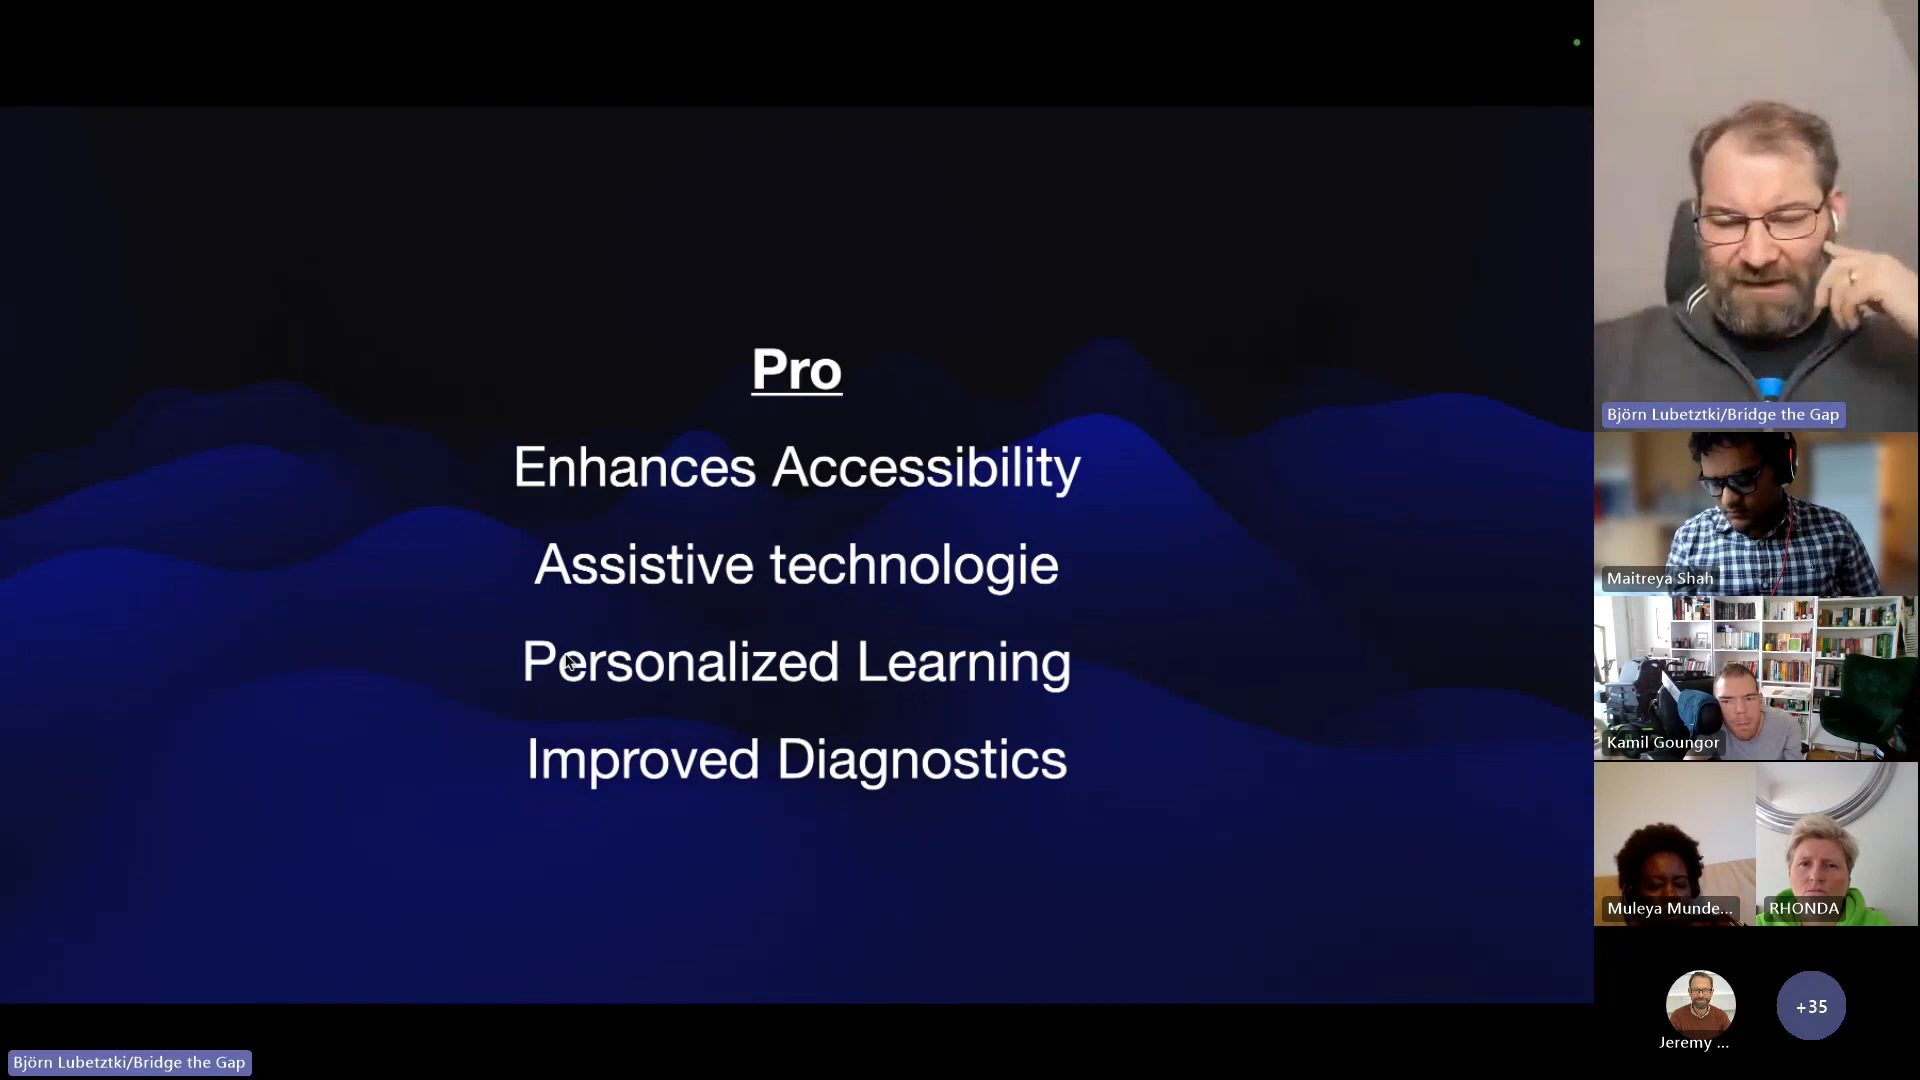 Pro
Enhances Accessibility
Assistive technologie
Personalized Learning
Improved Diagnostics
Björn Lubetztki/Bridge the Gap
Maitreya Shah
Kamil Goungor
Muleya Munde...
RHONDA
Jeremy ...
+35
Björn Lubetztki/Bridge the Gap